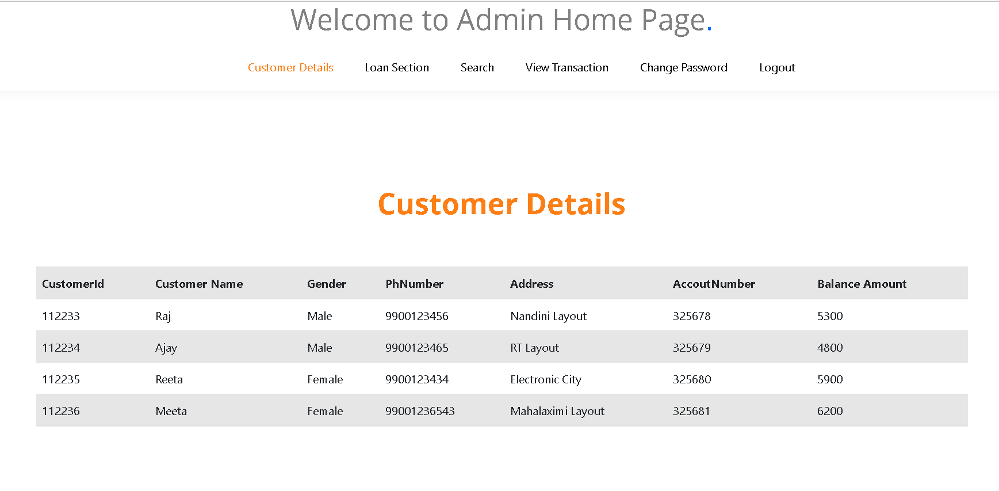 Welcome to Admin Home Page.
Customer Details Loan Section Search View Transaction Change Password Logout
Customer Details
CustomerId Customer Name Gender PhNumber Address AccoutNumber Balance Amount
112233 Raj Male 9900123456 Nandini Layout 325678 5300
112234 Ajay Male 9900123465 RT Layout 325679 4800
112235 Reeta Female 9900123434 Electronic City 325680 5900
112236 Meeta Female 99001236543 Mahalaximi Layout 325681 6200